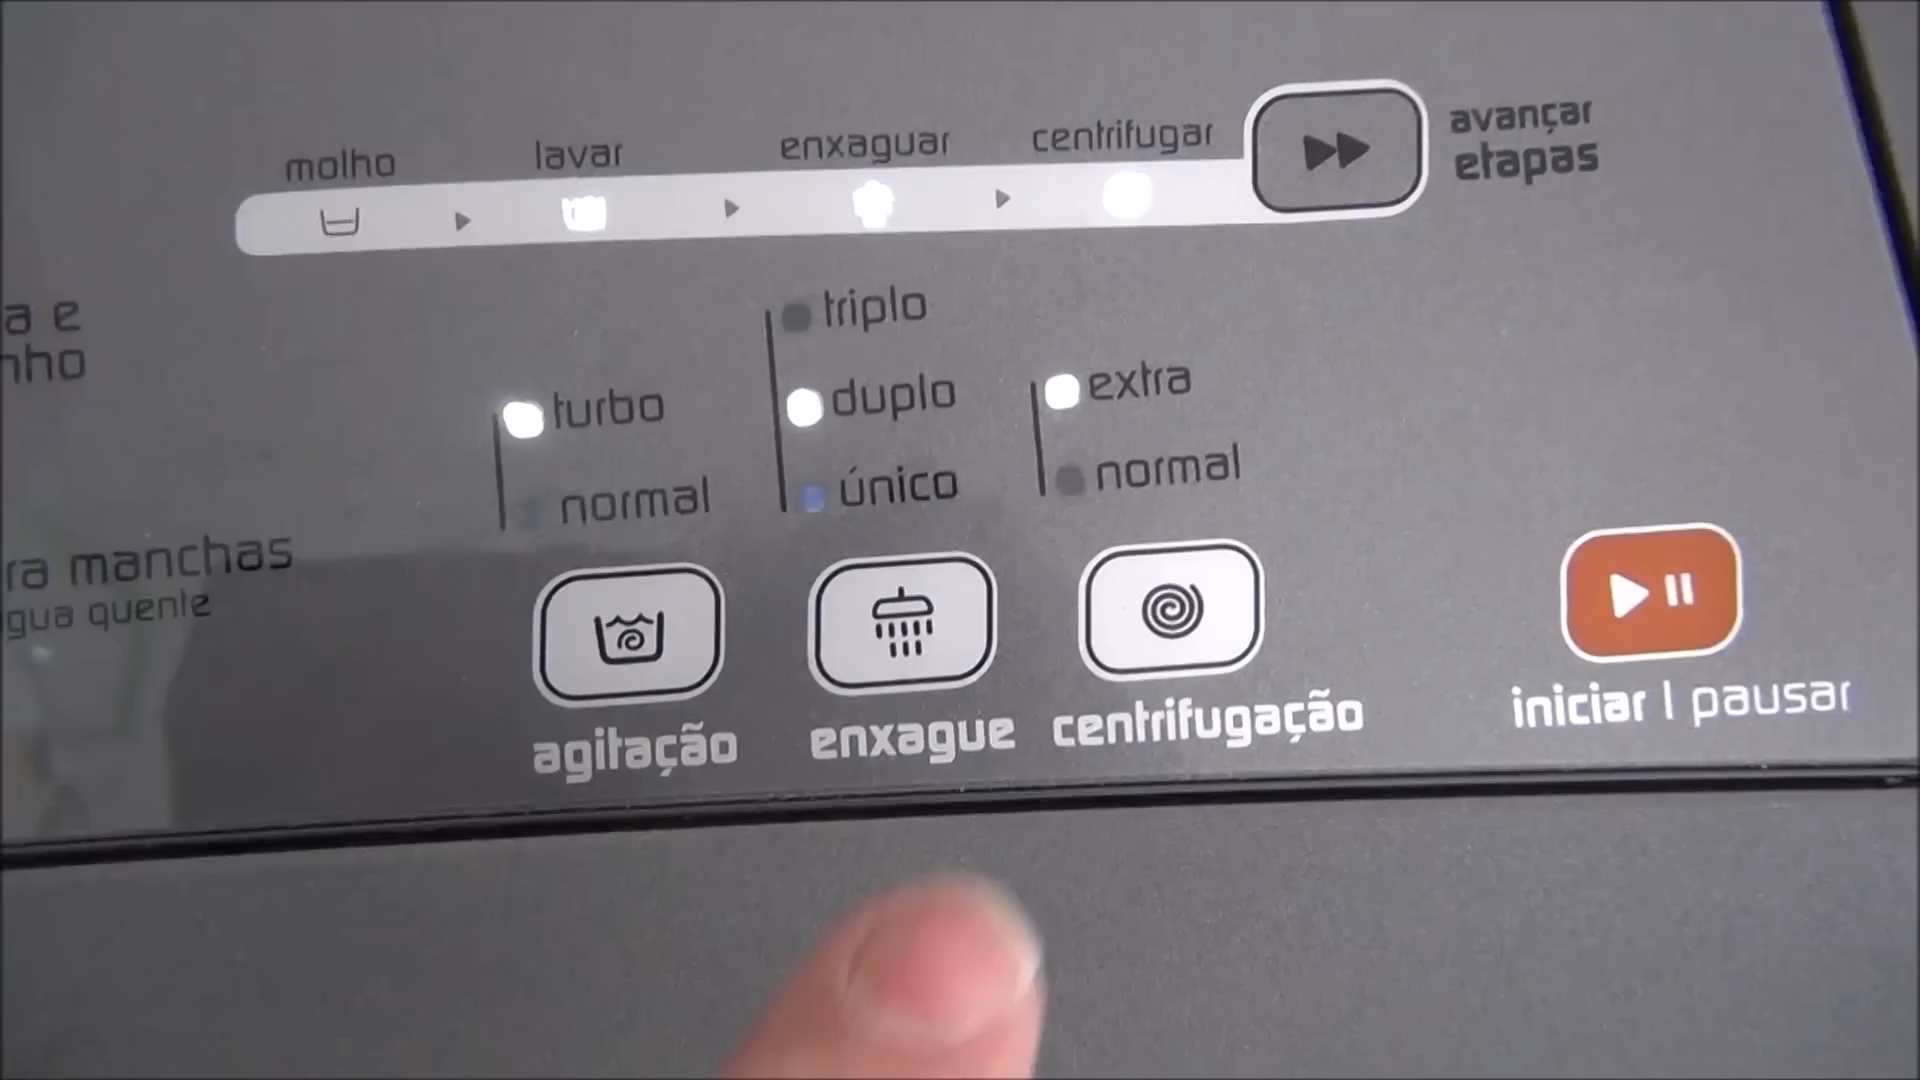 molho
lavar
enxaguar
centrifugar
avançar
etapas
a e
nho
triplo
turbo
duplo
extra
normal
único
normal
ra manchas
gua quente
agitação
enxague
centrifugação
iniciar | pausar